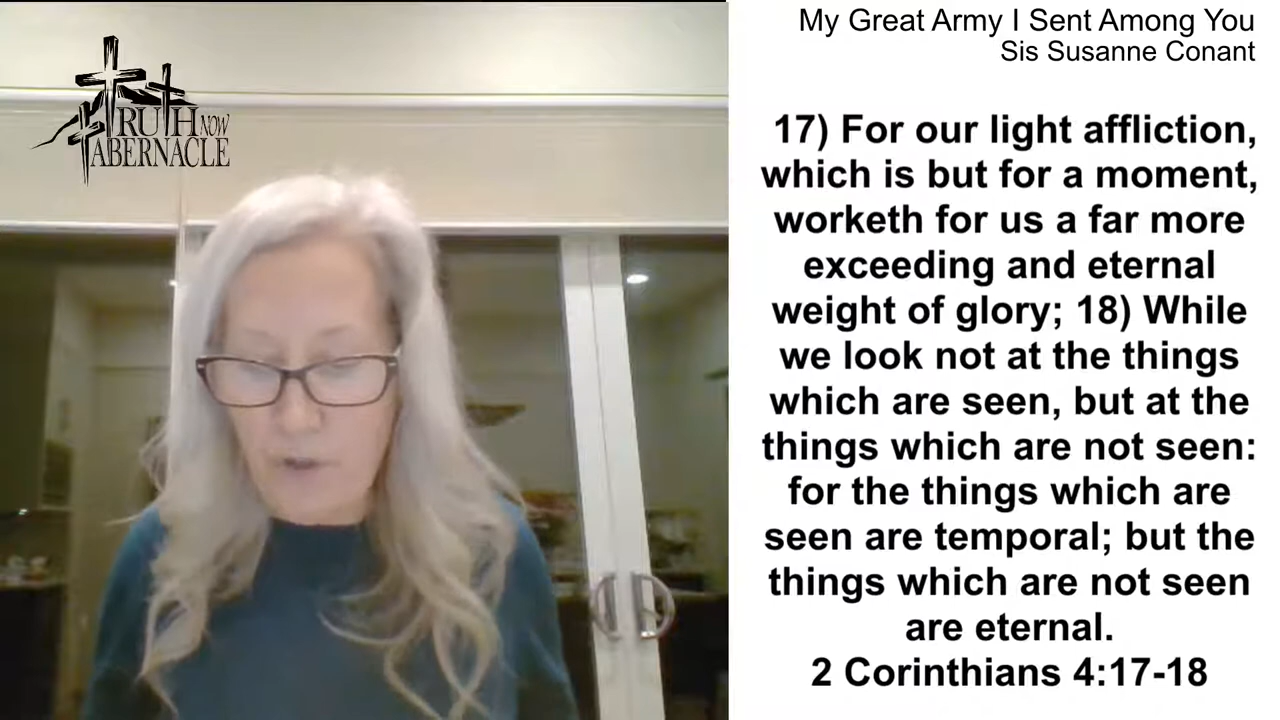 TRUTH NOW
TABERNACLE
My Great Army I Sent Among You
Sis Susanne Conant
17) For our light affliction,
which is but for a moment,
worketh for us a far more
exceeding and eternal
weight of glory; 18) While
we look not at the things
which are seen, but at the
things which are not seen:
for the things which are
seen are temporal; but the
things which are not seen
are eternal.
2 Corinthians 4:17-18